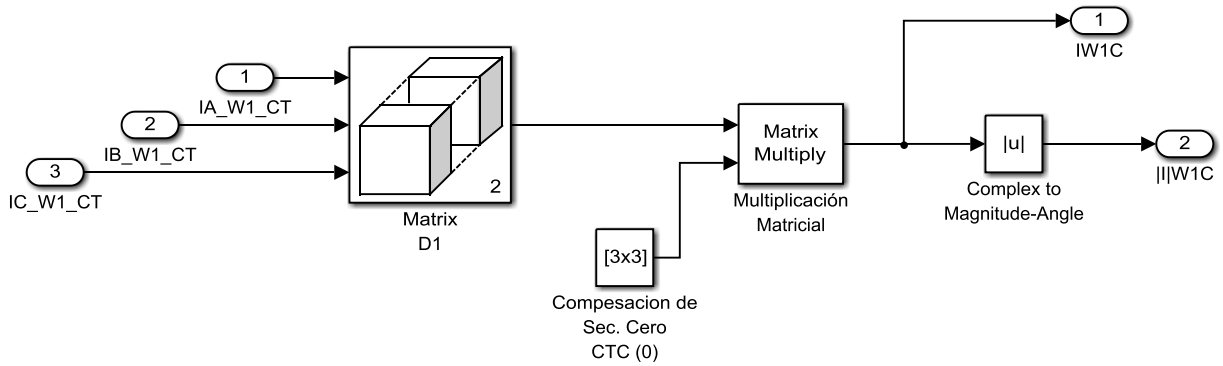 1
IA_W1_CT
2
IB_W1_CT
3
IC_W1_CT
2
Matrix
D1
[3x3]
Compesacion de
Sec. Cero
CTC (0)
Matrix
Multiply
Multiplicación
Matricial
1
IW1C
|u|
Complex to
Magnitude-Angle
2
|I|W1C